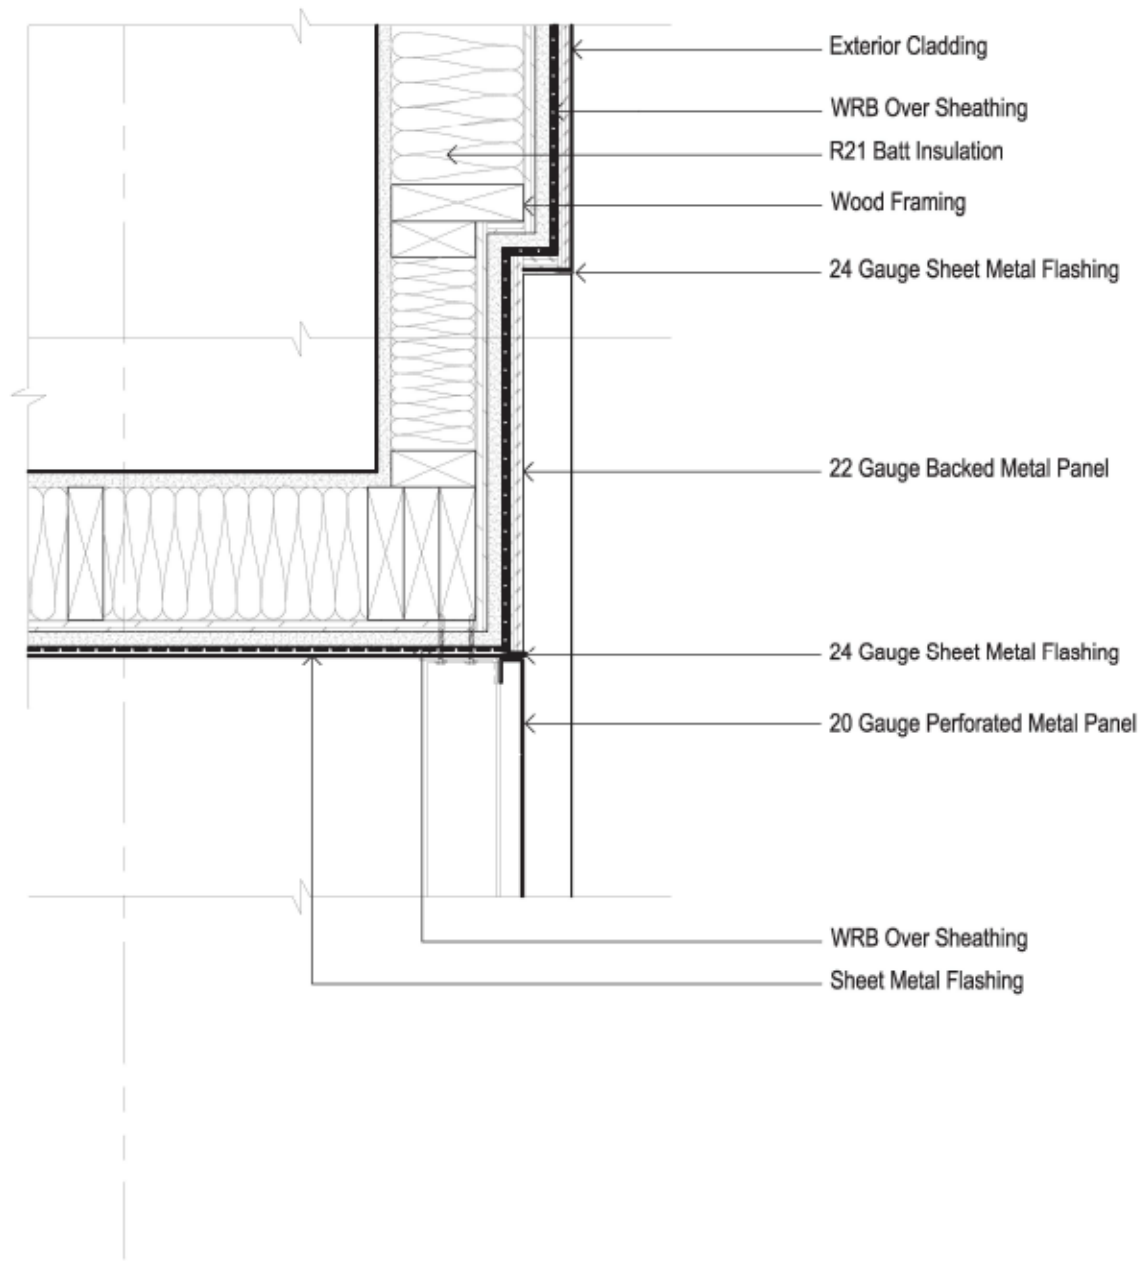 Exterior Cladding
WRB Over Sheathing
R21 Batt Insulation
Wood Framing
24 Gauge Sheet Metal Flashing
22 Gauge Backed Metal Panel
24 Gauge Sheet Metal Flashing
20 Gauge Perforated Metal Panel
WRB Over Sheathing
Sheet Metal Flashing